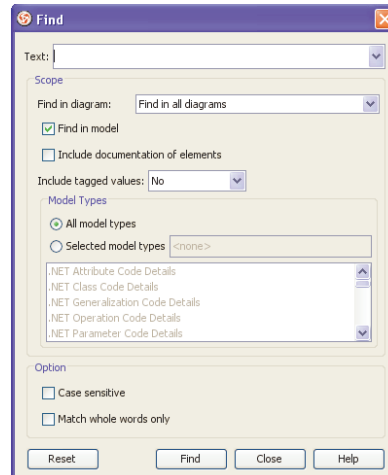 Find
Text:
Scope
Find in diagram: Find in all diagrams
Find in model
Include documentation of elements
Include tagged values: No
Model Types
All model types
Selected model types <none>
.NET Attribute Code Details
.NET Class Code Details
.NET Generalization Code Details
.NET Operation Code Details
.NET Parameter Code Details
Option
Case sensitive
Match whole words only
Reset Find Close Help